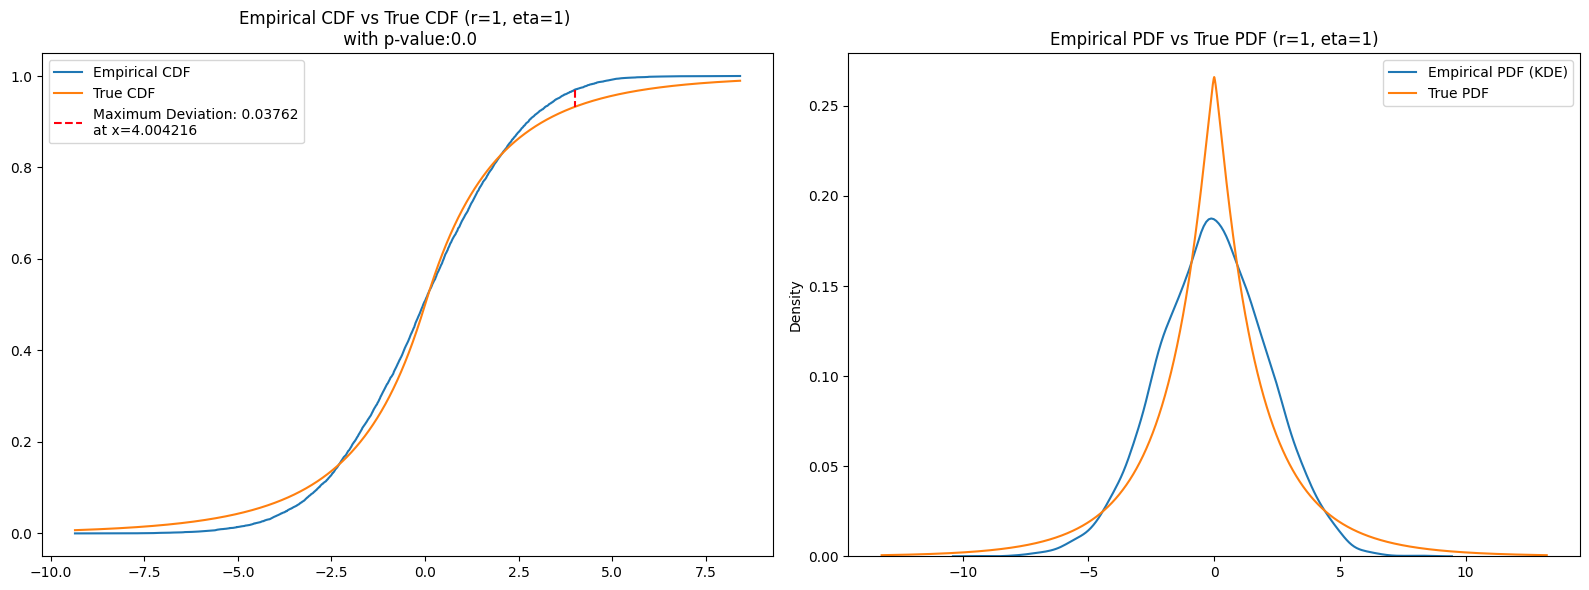 Empirical CDF vs True CDF (r=1, eta=1)
with p-value:0.0
Empirical CDF
True CDF
Maximum Deviation: 0.03762
at x=4.004216
1.0
0.8
0.6
0.4
0.2
0.0
−10.0 −7.5 −5.0 −2.5 0.0 2.5 5.0 7.5
Empirical PDF vs True PDF (r=1, eta=1)
Empirical PDF (KDE)
True PDF
Density
0.25
0.20
0.15
0.10
0.05
0.00
−10 −5 0 5 10